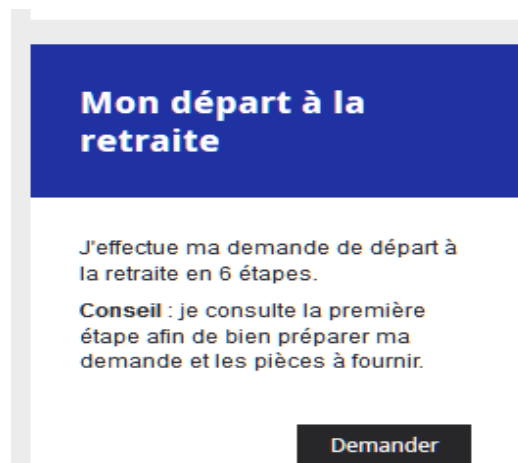 Mon départ à la
retraite
J'effectue ma demande de départ à
la retraite en 6 étapes.
Conseil : je consulte la première
étape afin de bien préparer ma
demande et les pièces à fournir.
Demander